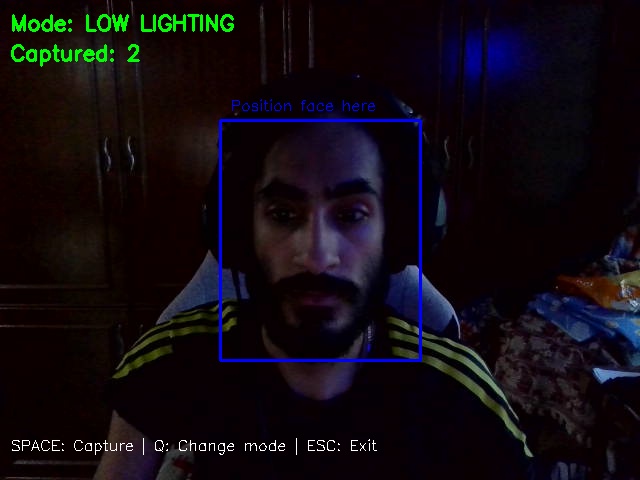 Mode: LOW LIGHTING
Captured: 2
Position face here
SPACE: Capture | Q: Change mode | ESC: Exit